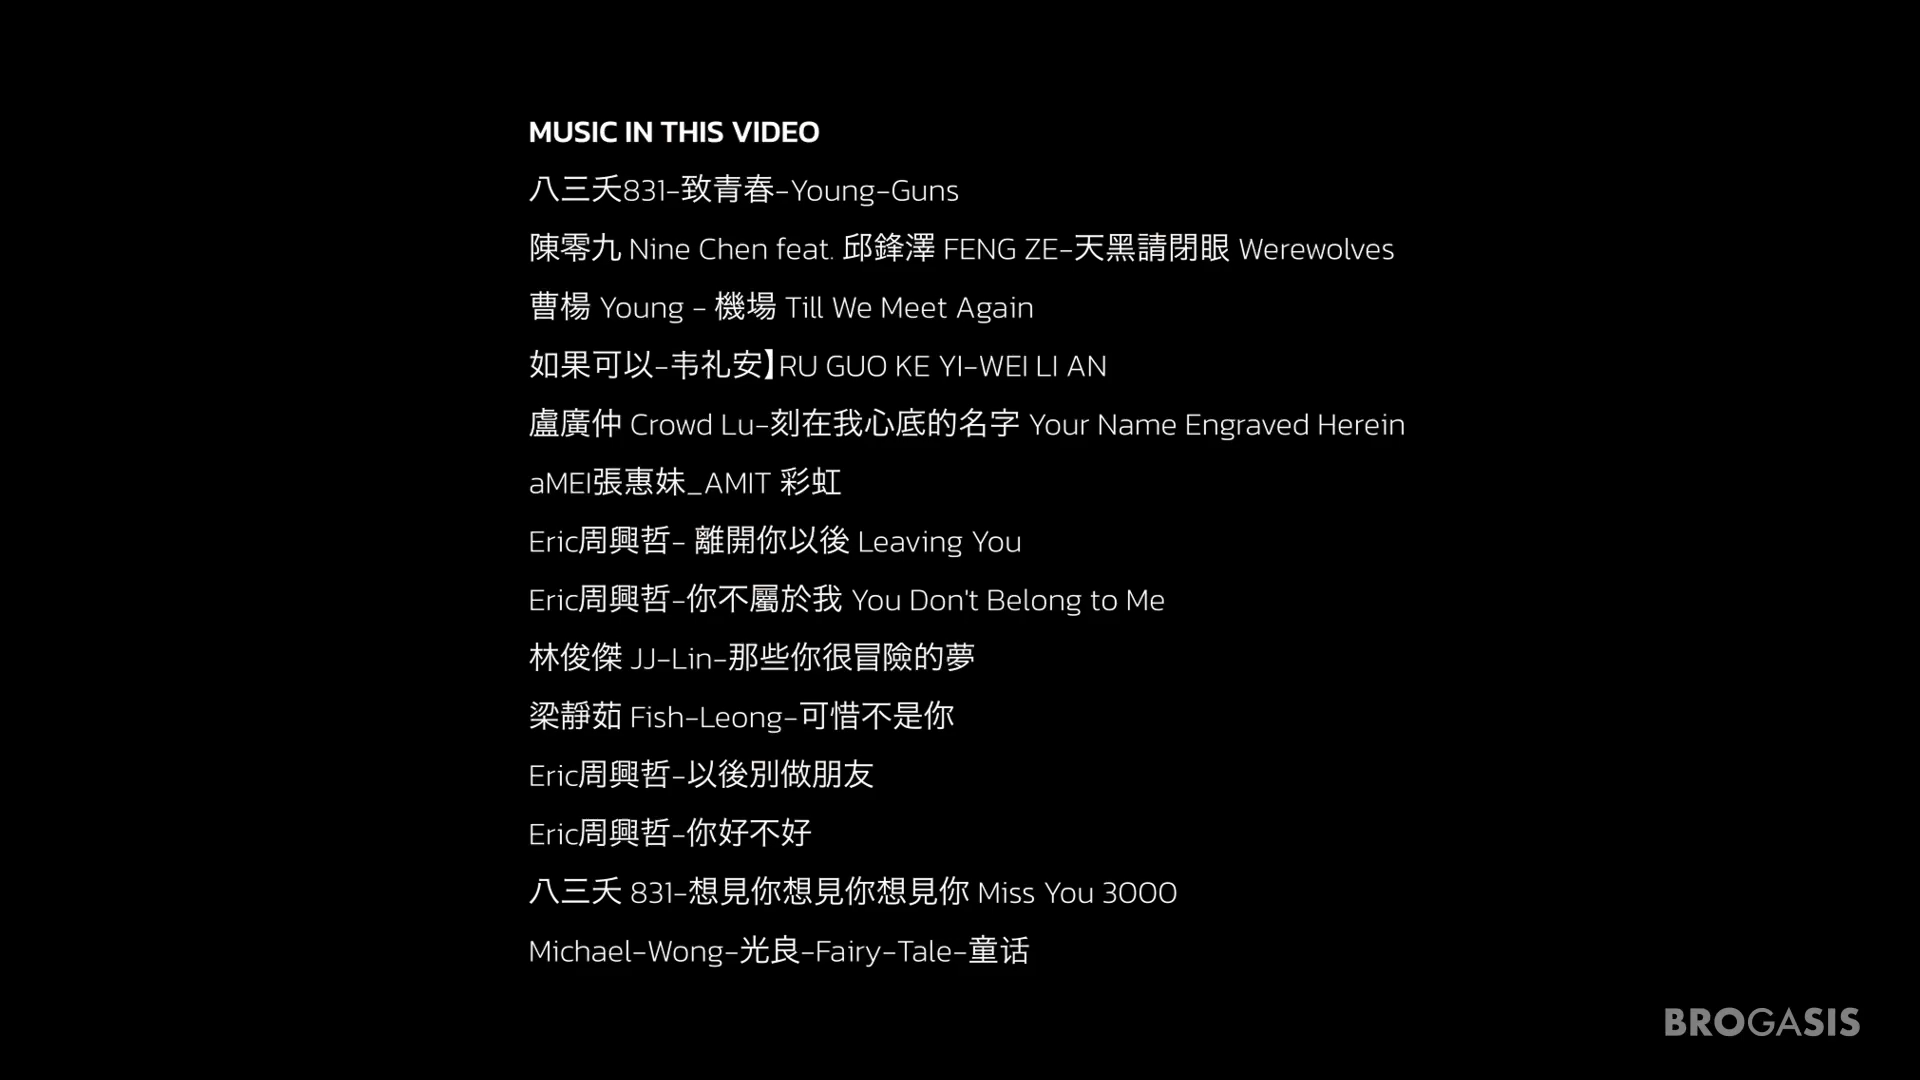 MUSIC IN THIS VIDEO
八三夭831-致青春-Young-Guns
陳零九 Nine Chen feat. 邱鋒澤 FENG ZE-天黑請閉眼 Werewolves
曹楊 Young - 機場 Till We Meet Again
如果可以-韦礼安】RU GUO KE YI-WEI LI AN
盧廣仲 Crowd Lu-刻在我心底的名字 Your Name Engraved Herein
aMEI張惠妹_AMIT 彩虹
Eric周興哲- 離開你以後 Leaving You
Eric周興哲-你不屬於我 You Don't Belong to Me
林俊傑 JJ-Lin-那些你很冒險的夢
梁靜茹 Fish-Leong-可惜不是你
Eric周興哲-以後別做朋友
Eric周興哲-你好不好
八三夭 831-想見你想見你想見你 Miss You 3000
Michael-Wong-光良-Fairy-Tale-童话
BROGASIS